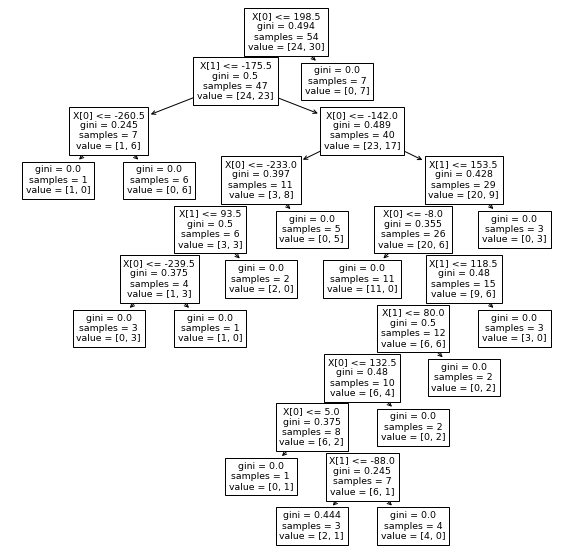 X[0] <= 198.5
gini = 0.494
samples = 54
value = [24, 30]
X[1] <= -175.5
gini = 0.5
samples = 47
value = [24, 23]
gini = 0.0
samples = 7
value = [0, 7]
X[0] <= -260.5
gini = 0.245
samples = 7
value = [1, 6]
X[0] <= -142.0
gini = 0.489
samples = 40
value = [23, 17]
gini = 0.0
samples = 1
value = [1, 0]
gini = 0.0
samples = 6
value = [0, 6]
X[0] <= -233.0
gini = 0.397
samples = 11
value = [3, 8]
X[1] <= 153.5
gini = 0.428
samples = 29
value = [20, 9]
X[1] <= 93.5
gini = 0.5
samples = 6
value = [3, 3]
gini = 0.0
samples = 5
value = [0, 5]
X[0] <= -8.0
gini = 0.355
samples = 26
value = [20, 6]
gini = 0.0
samples = 3
value = [0, 3]
X[0] <= -239.5
gini = 0.375
samples = 4
value = [1, 3]
gini = 0.0
samples = 2
value = [2, 0]
gini = 0.0
samples = 11
value = [11, 0]
X[1] <= 118.5
gini = 0.48
samples = 15
value = [9, 6]
gini = 0.0
samples = 3
value = [0, 3]
gini = 0.0
samples = 1
value = [1, 0]
X[1] <= 80.0
gini = 0.5
samples = 12
value = [6, 6]
gini = 0.0
samples = 3
value = [3, 0]
X[0] <= 132.5
gini = 0.48
samples = 10
value = [6, 4]
gini = 0.0
samples = 2
value = [0, 2]
X[0] <= 5.0
gini = 0.375
samples = 8
value = [6, 2]
gini = 0.0
samples = 2
value = [0, 2]
gini = 0.0
samples = 1
value = [0, 1]
X[1] <= -88.0
gini = 0.245
samples = 7
value = [6, 1]
gini = 0.444
samples = 3
value = [2, 1]
gini = 0.0
samples = 4
value = [4, 0]